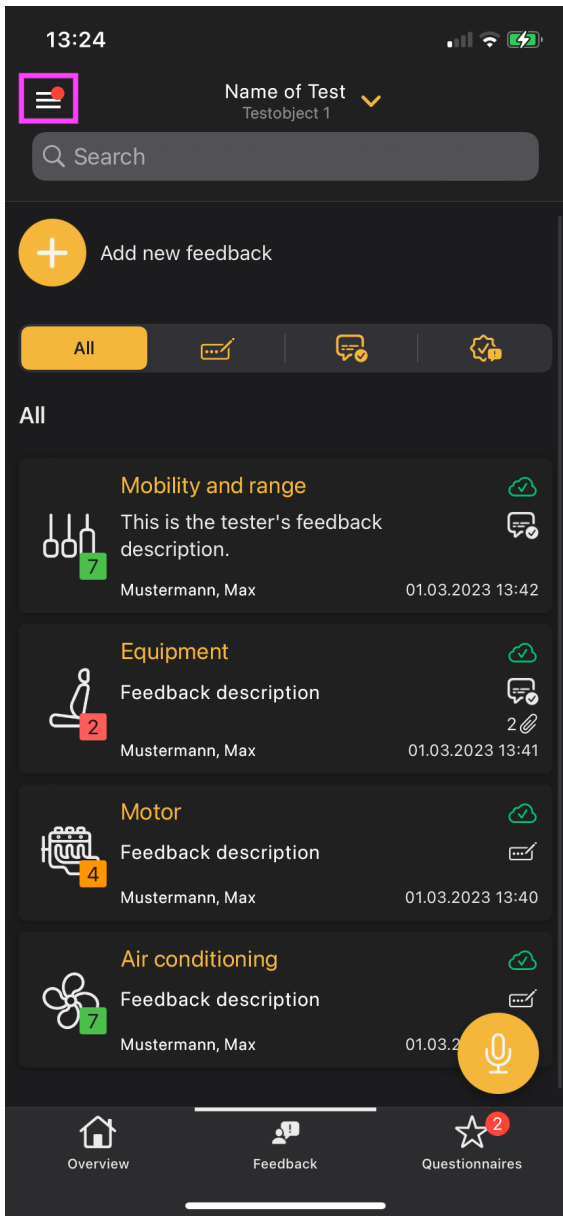 13:24
Name of Test
Testobject 1
Search
Add new feedback
All
All
Mobility and range
This is the tester's feedback
description.
7
Mustermann, Max
01.03.2023 13:42
Equipment
Feedback description
2
2
Mustermann, Max
01.03.2023 13:41
Motor
Feedback description
4
Mustermann, Max
01.03.2023 13:40
Air conditioning
Feedback description
7
Mustermann, Max
01.03.2
2
Overview
Feedback
Questionnaires